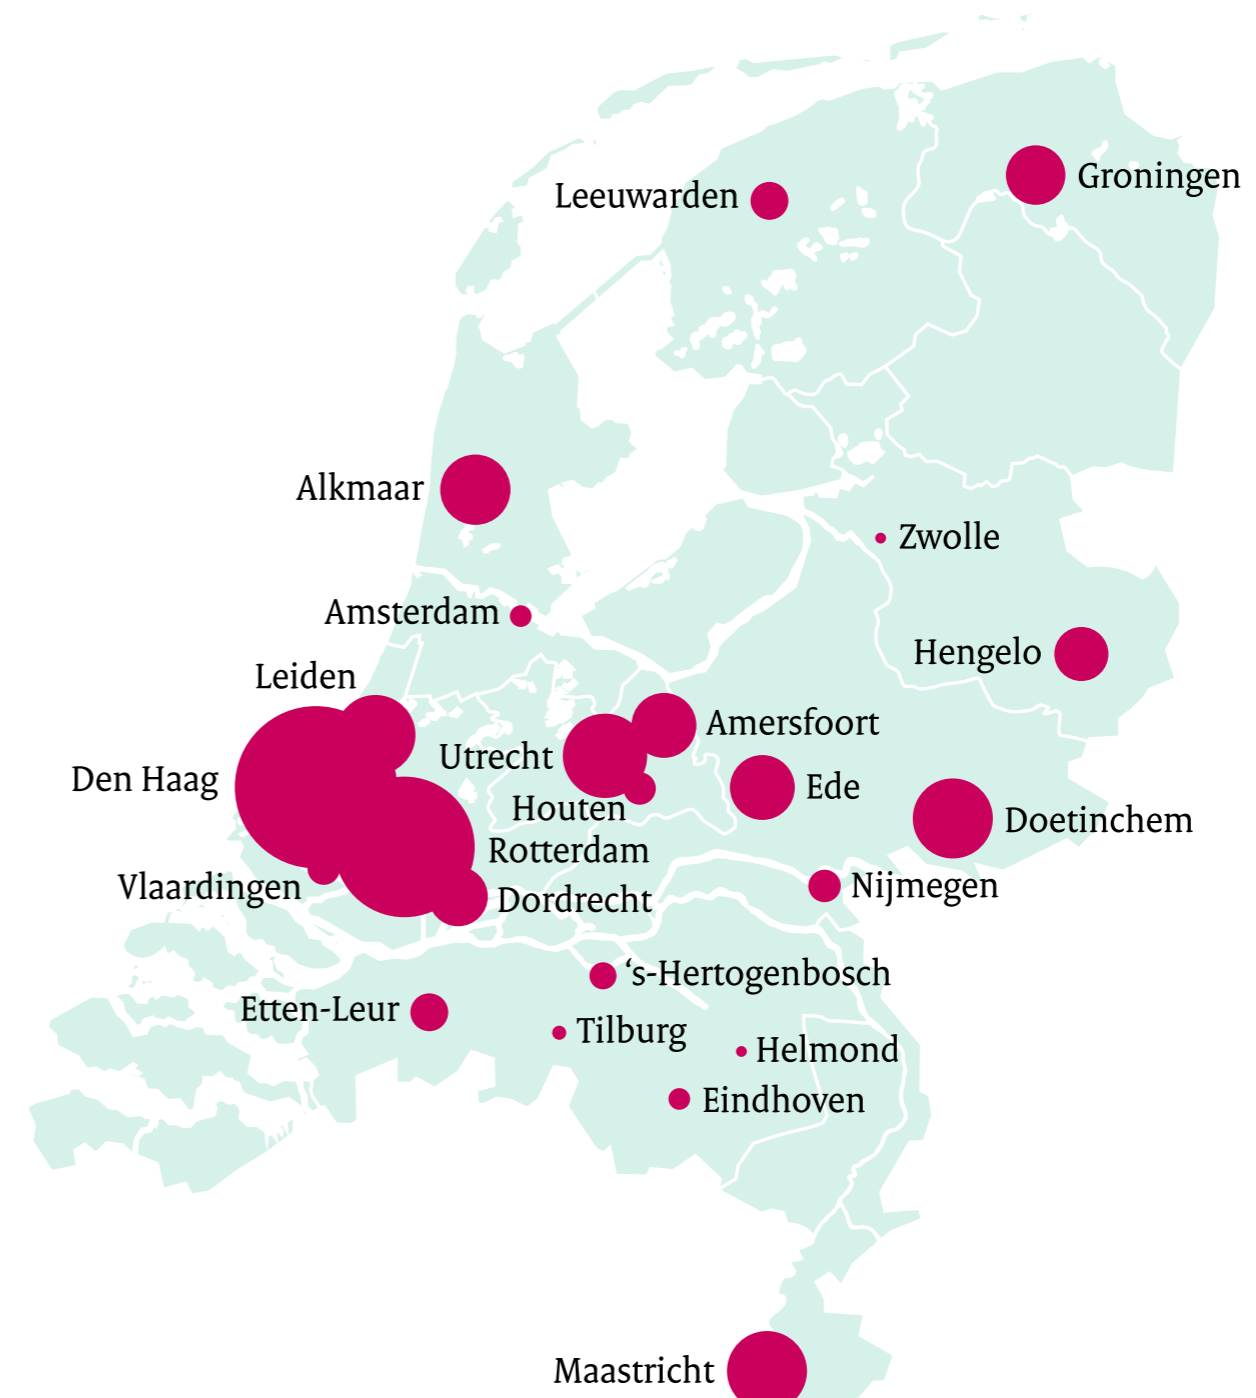 Groningen
Leeuwarden
Alkmaar
Zwolle
Amsterdam
Hengelo
Leiden
Amersfoort
Utrecht
Den Haag
Ede
Houten
Doetinchem
Rotterdam
Vlaardingen
Nijmegen
Dordrecht
‘s-Hertogenbosch
Etten-Leur
Tilburg
Helmond
Eindhoven
Maastricht